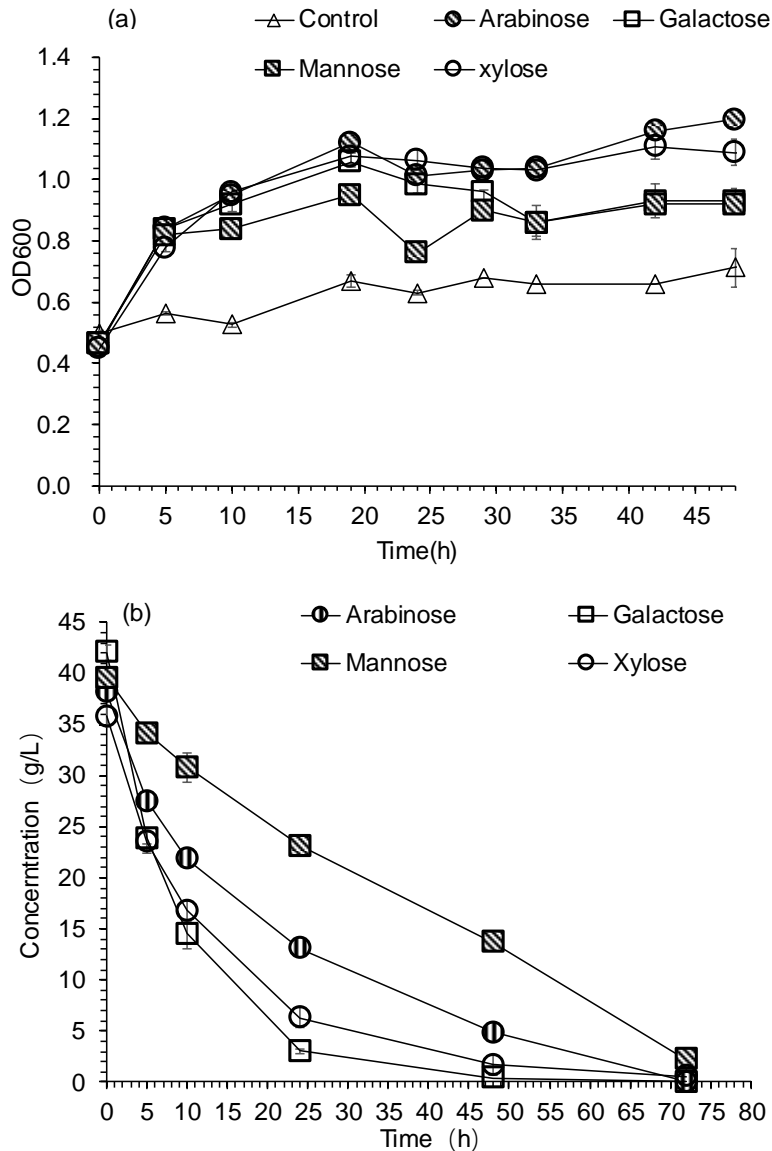 (a) Control Arabinose Galactose
Mannose xylose
1.4
1.2
1.0
0.8
0.6
0.4
0.2
0.0
OD600
0 5 10 15 20 25 30 35 40 45
Time(h)
(b) Arabinose Galactose
Mannose Xylose
45
40
35
30
25
20
15
10
5
0
Concerntration (g/L)
0 5 10 15 20 25 30 35 40 45 50 55 60 65 70 75 80
Time (h)